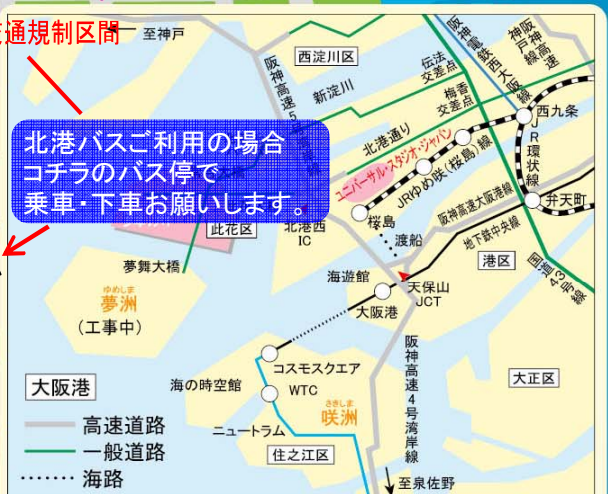 通規制区間
至神戸
西淀川区
伝法
交差点
阪神電鉄西大阪線
阪神高速
神戸線
新淀川
梅香
交差点
西九条
北港バスご利用の場合
コチラのバス停で
乗車・下車お願いします。
北港通り
ユニバーサル・スタジオ・ジャパン
JRゆめ咲(桜島)線
JR環状線
弁天町
桜島
阪神高速大阪港線
地下鉄中央線
此花区
北港西
IC
渡船
港区
国道43号線
夢舞大橋
海遊館
天保山
JCT
大阪港
ゆめしま
夢洲
(工事中)
コスモスクエア
阪神高速4号湾岸線
大正区
大阪港
海の時空館
WTC
さきしま
咲洲
高速道路
ニュートラム
一般道路
住之江区
海路
至泉佐野